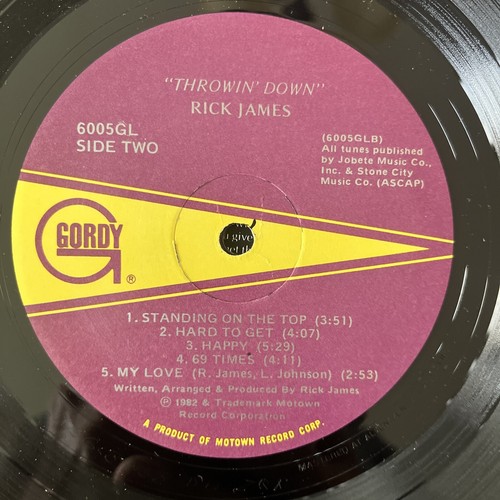 "THROWIN' DOWN"
RICK JAMES
6005GL
SIDE TWO
(6005GLB)
All tunes published
by Jobete Music Co.,
Inc. & Stone City
Music Co. (ASCAP)
GORDY
®
give
1. STANDING ON THE TOP (3:51)
2. HARD TO GET (4:07)
3. HAPPY (5:29)
4. 69 TIMES (4:11)
5. MY LOVE (R. James, L. Johnson) (2:53)
Written, Arranged & Produced By Rick James
℗ 1982 & Trademark Motown
Record Corporation
A PRODUCT OF MOTOWN RECORD CORP.